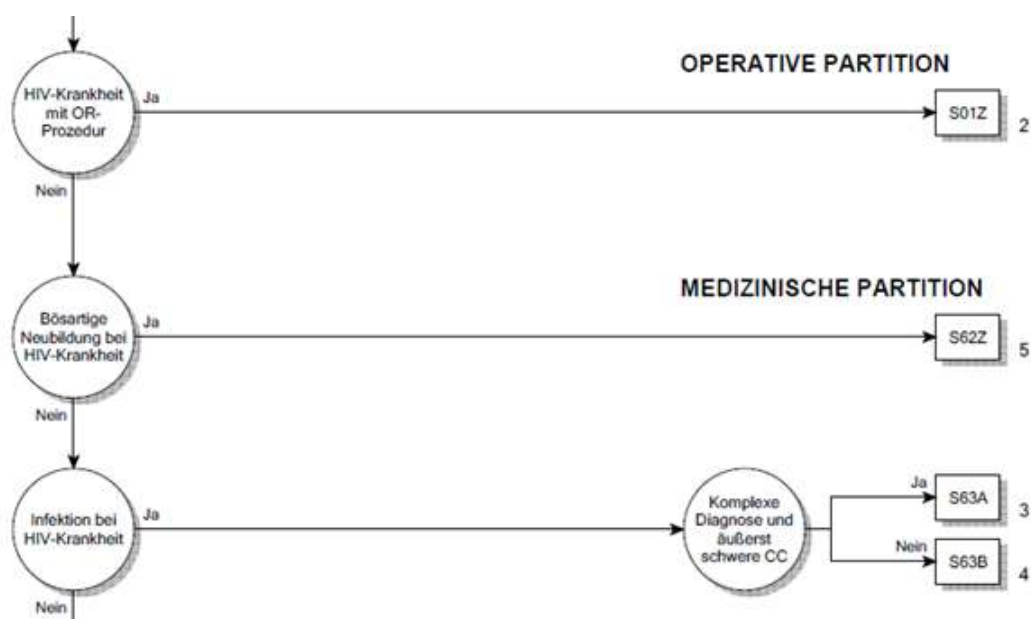 OPERATIVE PARTITION
HIV-Krankheit
mit OR-
Prozedur
Ja
S01Z
2
Nein
MEDIZINISCHE PARTITION
Bösartige
Neubildung bei
HIV-Krankheit
Ja
S62Z
5
Nein
Infektion bei
HIV-Krankheit
Ja
Komplexe
Diagnose und
äußerst
schwere CC
Ja
S63A
3
Nein
S63B
4
Nein